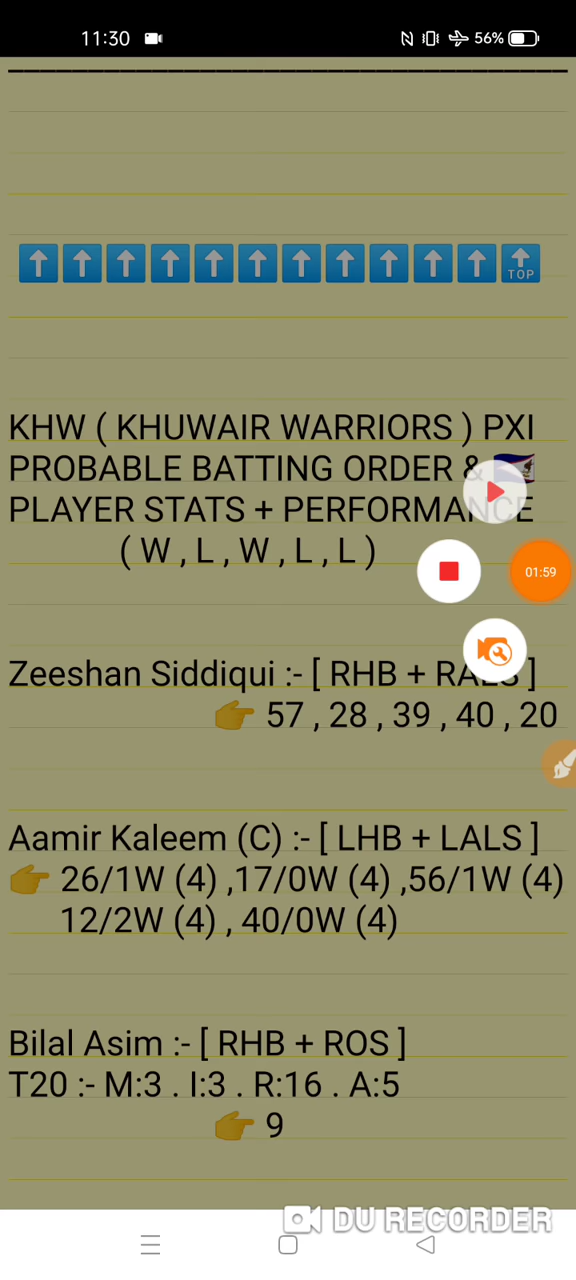 11:30
56%
TOP
KHW ( KHUWAIR WARRIORS ) PXI
PROBABLE BATTING ORDER &
PLAYER STATS + PERFORMANCE
( W , L , W , L , L )
01:59
Zeeshan Siddiqui :- [ RHB + RALS ]
👉 57 , 28 , 39 , 40 , 20
Aamir Kaleem (C) :- [ LHB + LALS ]
👉 26/1W (4) ,17/0W (4) ,56/1W (4)
12/2W (4) , 40/0W (4)
Bilal Asim :- [ RHB + ROS ]
T20 :- M:3 . I:3 . R:16 . A:5
👉 9
DU RECORDER